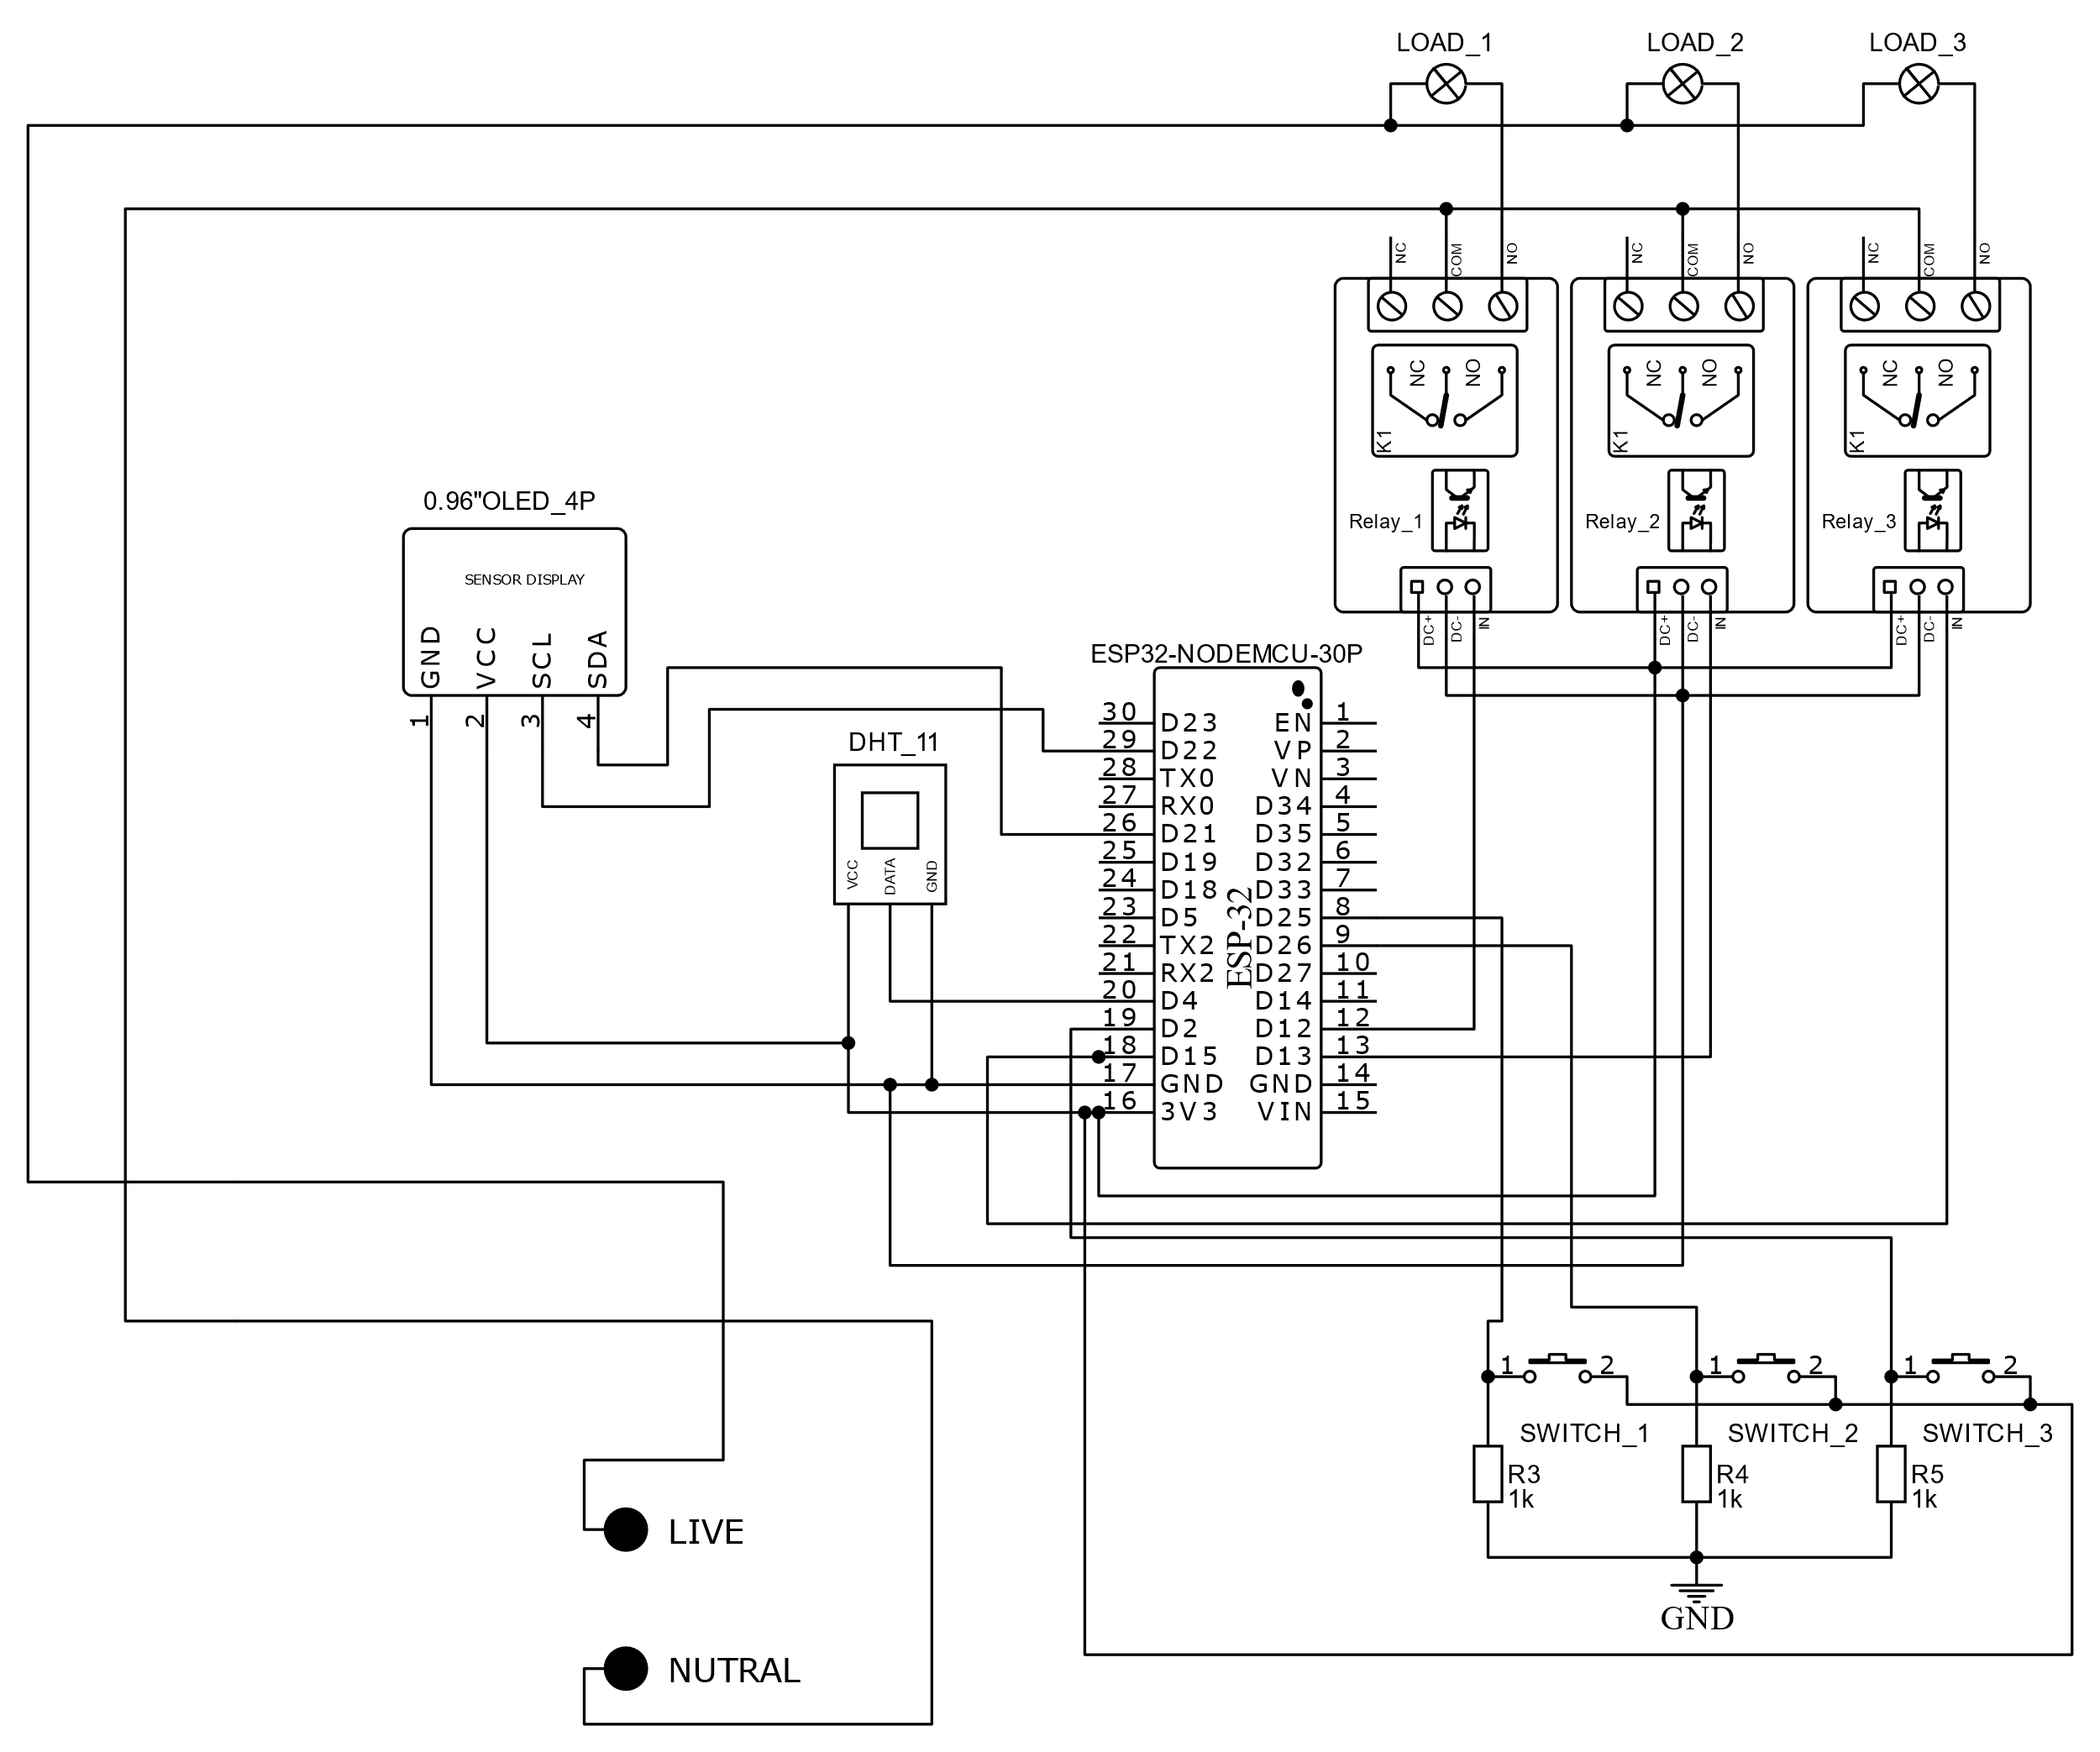 LOAD_1
LOAD_2
LOAD_3
NC
COM
NO
NC
COM
NO
NC
COM
NO
NC
NO
K1
NC
NO
K1
NC
NO
K1
Relay_1
Relay_2
Relay_3
DC+
DC-
IN
DC+
DC-
IN
DC+
DC-
IN
0.96"OLED_4P
SENSOR DISPLAY
GND
VCC
SCL
SDA
1
2
3
4
DHT_11
VCC
DATA
GND
ESP32-NODEMCU-30P
ESP-32
30 D23 EN 1
29 D22 VP 2
28 TX0 VN 3
27 RX0 D34 4
26 D21 D35 5
25 D19 D32 6
24 D18 D33 7
23 D5 D25 8
22 TX2 D26 9
21 RX2 D27 10
20 D4 D14 11
19 D2 D12 12
18 D15 D13 13
17 GND GND 14
16 3V3 VIN 15
1 2
1 2
1 2
SWITCH_1
SWITCH_2
SWITCH_3
R3
1k
R4
1k
R5
1k
GND
LIVE
NUTRAL